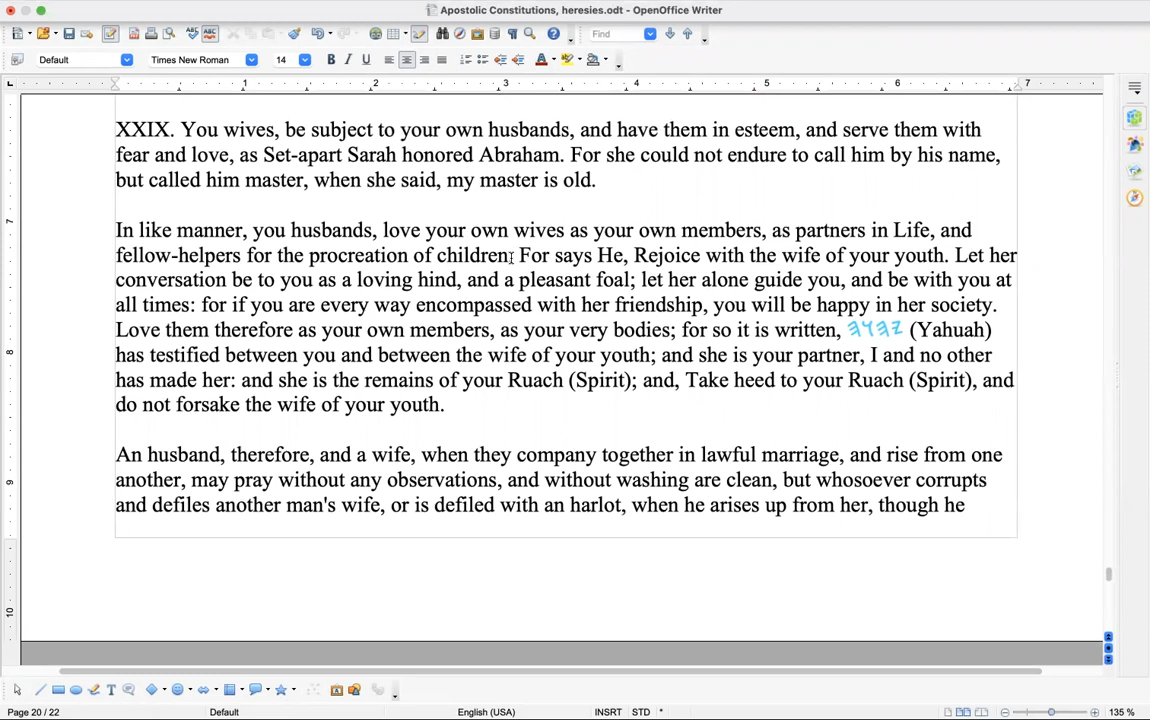 Apostolic Constitutions, heresies.odt - OpenOffice Writer
Find
Default
Times New Roman
14
1 2 3 4 5 6 7
XXIX. You wives, be subject to your own husbands, and have them in esteem, and serve them with
fear and love, as Set-apart Sarah honored Abraham. For she could not endure to call him by his name,
but called him master, when she said, my master is old.
In like manner, you husbands, love your own wives as your own members, as partners in Life, and
fellow-helpers for the procreation of children: For says He, Rejoice with the wife of your youth. Let her
conversation be to you as a loving hind, and a pleasant foal; let her alone guide you, and be with you at
all times: for if you are every way encompassed with her friendship, you will be happy in her society.
Love them therefore as your own members, as your very bodies; for so it is written, 𐤉𐤄𐤅𐤄 (Yahuah)
has testified between you and between the wife of your youth; and she is your partner, I and no other
has made her: and she is the remains of your Ruach (Spirit); and, Take heed to your Ruach (Spirit), and
do not forsake the wife of your youth.
An husband, therefore, and a wife, when they company together in lawful marriage, and rise from one
another, may pray without any observations, and without washing are clean, but whosoever corrupts
and defiles another man's wife, or is defiled with an harlot, when he arises up from her, though he
7
8
9
10
Page 20 / 22
Default
English (USA)
INSRT
STD
*
135 %